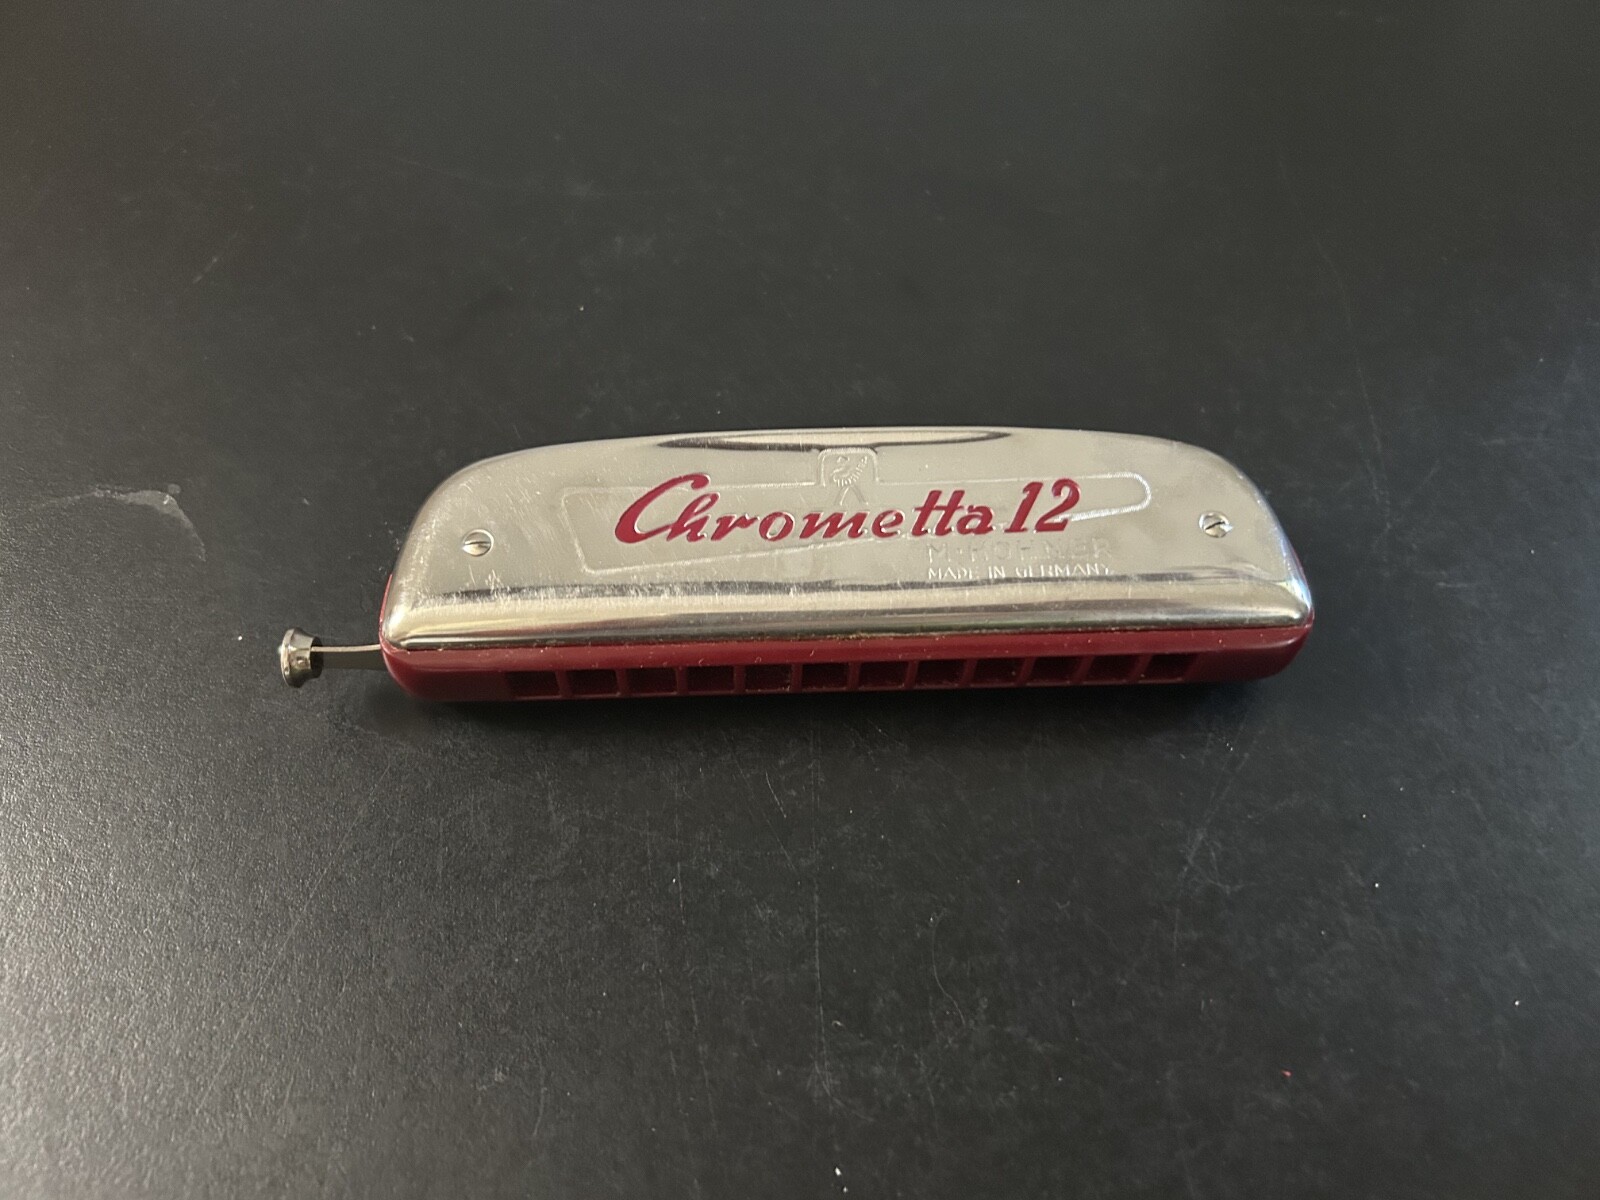 Chrometta 12
M. HOHNER
MADE IN GERMANY